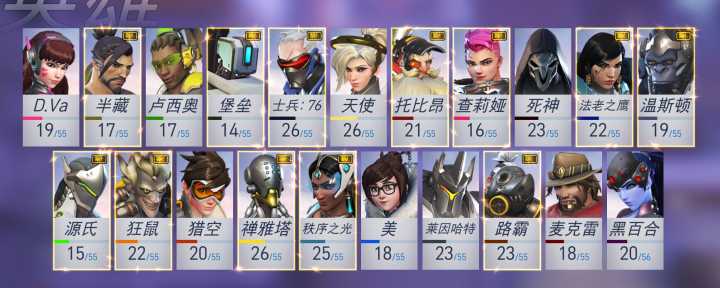 英雄
D.Va 半藏 卢西奥 堡垒 士兵：76 天使 托比昂 查莉娅 死神 法老之鹰 温斯顿
19/55 17/55 17/55 14/55 26/55 26/55 21/55 16/55 23/55 22/55 19/55
源氏 狂鼠 猎空 禅雅塔 秩序之光 美 莱因哈特 路霸 麦克雷 黑百合
15/55 22/55 20/55 26/55 25/55 18/55 23/55 23/55 18/55 20/56